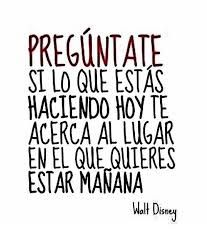 PREGÚNTATE
SI LO QUE ESTÁS
HACIENDO HOY TE
ACERCA AL LUGAR
EN EL QUE QUIERES
ESTAR MAÑANA
Walt Disney